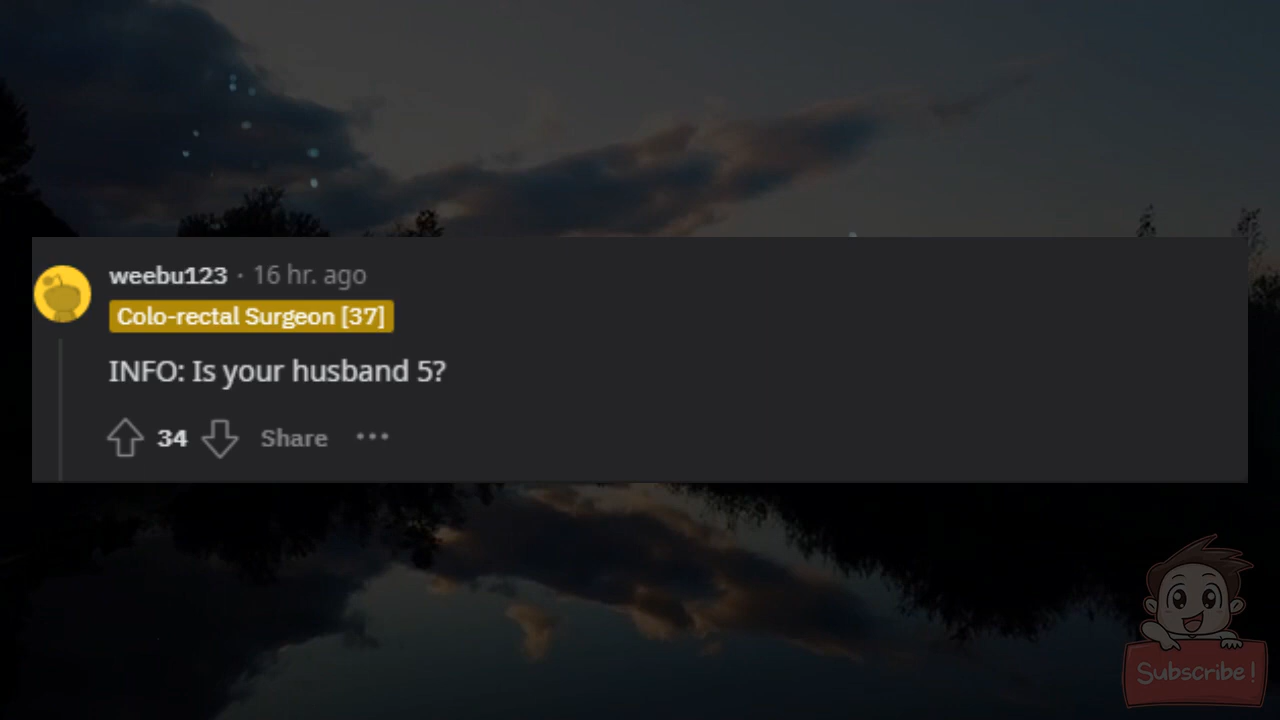 weebu123 · 16 hr. ago
Colo-rectal Surgeon [37]
INFO: Is your husband 5?
34 Share ···
Subscribe!